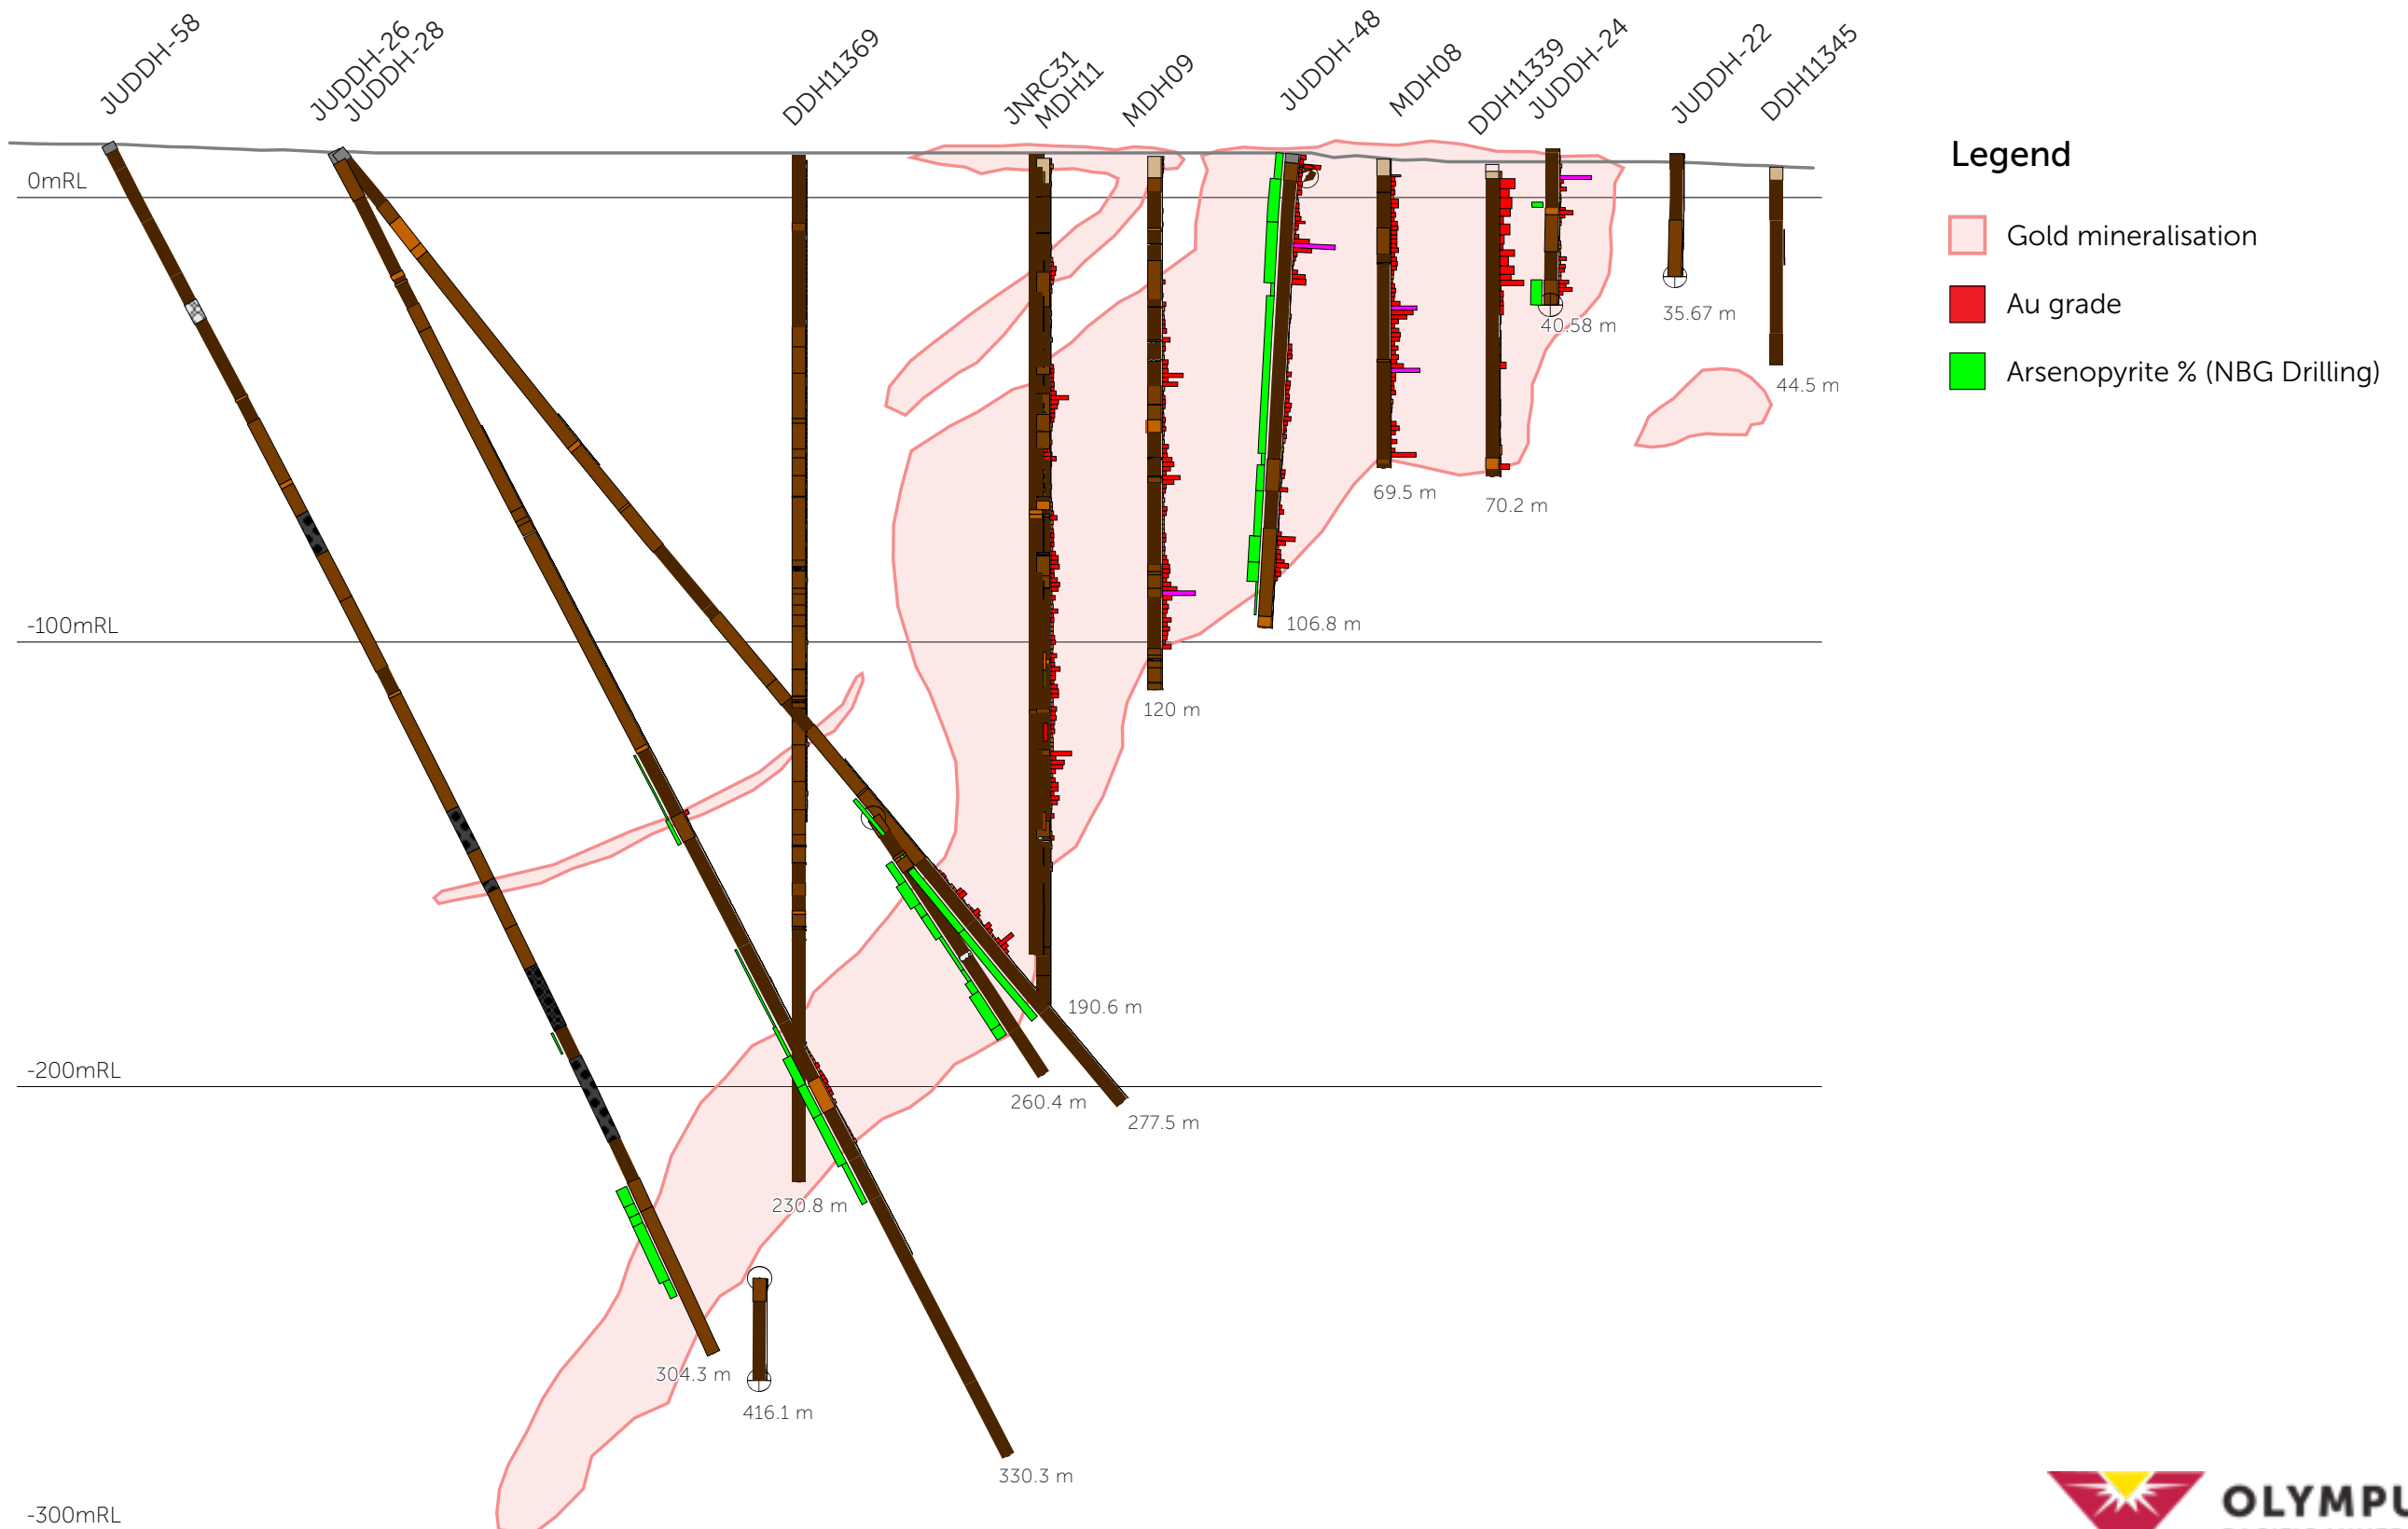 JUDDH-58
JUDDH-26
JUDDH-28
DDH11369
JNRC31
MDH11
MDH09
JUDDH-48
MDH08
DDH11339
JUDDH-24
JUDDH-22
DDH11345
Legend
Gold mineralisation
Au grade
Arsenopyrite % (NBG Drilling)
0mRL
35.67 m
40.58 m
44.5 m
69.5 m
70.2 m
-100mRL
106.8 m
120 m
190.6 m
-200mRL
260.4 m
277.5 m
230.8 m
304.3 m
416.1 m
330.3 m
-300mRL
OLYMPU